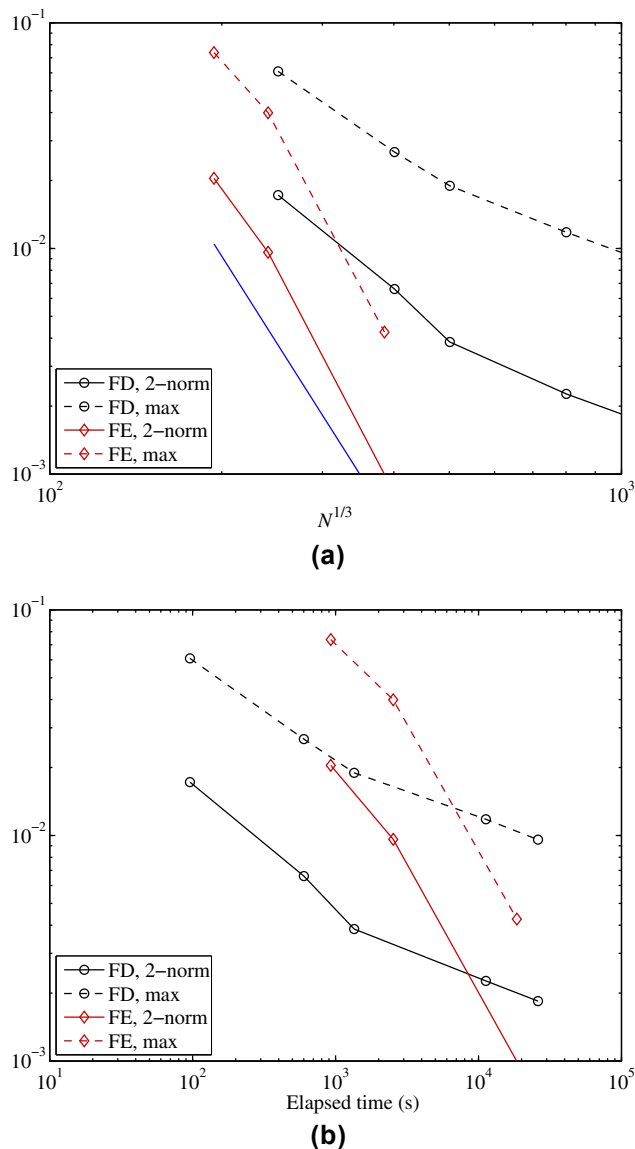 10^-1
10^-2
10^-3
FD, 2−norm
FD, max
FE, 2−norm
FE, max
10^2
10^3
N^1/3
(a)
10^-1
10^-2
10^-3
FD, 2−norm
FD, max
FE, 2−norm
FE, max
10^1
10^2
10^3
10^4
10^5
Elapsed time (s)
(b)